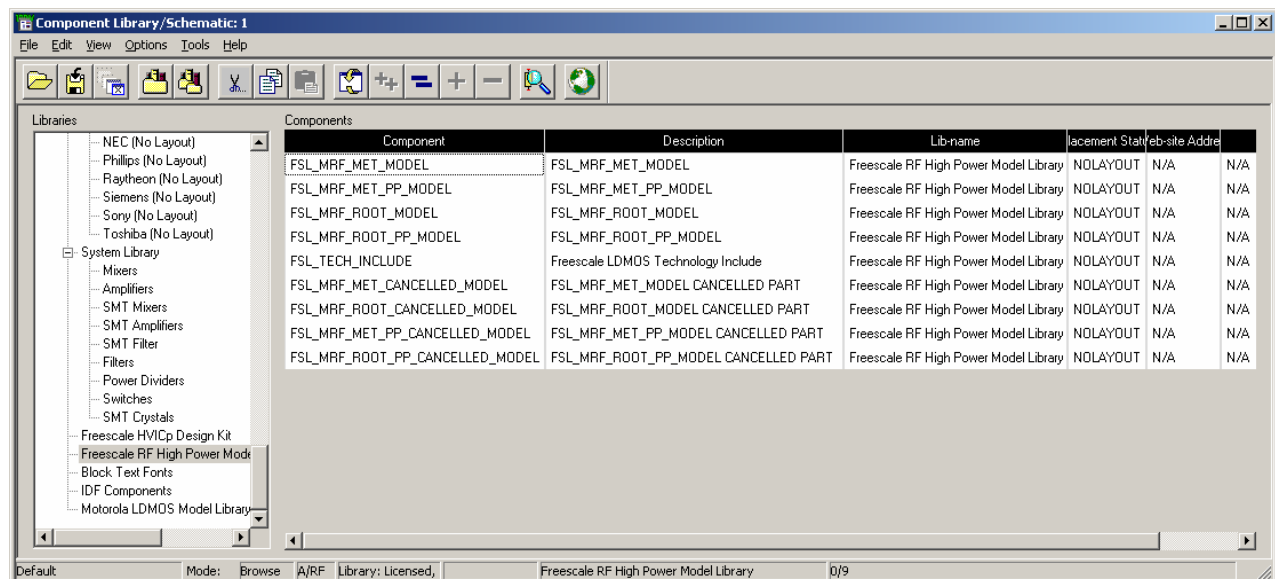 Component Library/Schematic: 1
File Edit View Options Tools Help
Libraries
NEC (No Layout)
Phillips (No Layout)
Raytheon (No Layout)
Siemens (No Layout)
Sony (No Layout)
Toshiba (No Layout)
System Library
Mixers
Amplifiers
SMT Mixers
SMT Amplifiers
SMT Filter
Filters
Power Dividers
Switches
SMT Crystals
Freescale HVICp Design Kit
Freescale RF High Power Mode
Block Text Fonts
IDF Components
Motorola LDMOS Model Library
Components
Component Description Lib-name lacement Stat eb-site Addre
FSL_MRF_MET_MODEL FSL_MRF_MET_MODEL Freescale RF High Power Model Library NOLAYOUT N/A N/A
FSL_MRF_MET_PP_MODEL FSL_MRF_MET_PP_MODEL Freescale RF High Power Model Library NOLAYOUT N/A N/A
FSL_MRF_ROOT_MODEL FSL_MRF_ROOT_MODEL Freescale RF High Power Model Library NOLAYOUT N/A N/A
FSL_MRF_ROOT_PP_MODEL FSL_MRF_ROOT_PP_MODEL Freescale RF High Power Model Library NOLAYOUT N/A N/A
FSL_TECH_INCLUDE Freescale LDMOS Technology Include Freescale RF High Power Model Library NOLAYOUT N/A N/A
FSL_MRF_MET_CANCELLED_MODEL FSL_MRF_MET_MODEL CANCELLED PART Freescale RF High Power Model Library NOLAYOUT N/A N/A
FSL_MRF_ROOT_CANCELLED_MODEL FSL_MRF_ROOT_MODEL CANCELLED PART Freescale RF High Power Model Library NOLAYOUT N/A N/A
FSL_MRF_MET_PP_CANCELLED_MODEL FSL_MRF_MET_PP_MODEL CANCELLED PART Freescale RF High Power Model Library NOLAYOUT N/A N/A
FSL_MRF_ROOT_PP_CANCELLED_MODEL FSL_MRF_ROOT_PP_MODEL CANCELLED PART Freescale RF High Power Model Library NOLAYOUT N/A N/A
Default Mode: Browse A/RF Library: Licensed, Freescale RF High Power Model Library 0/9